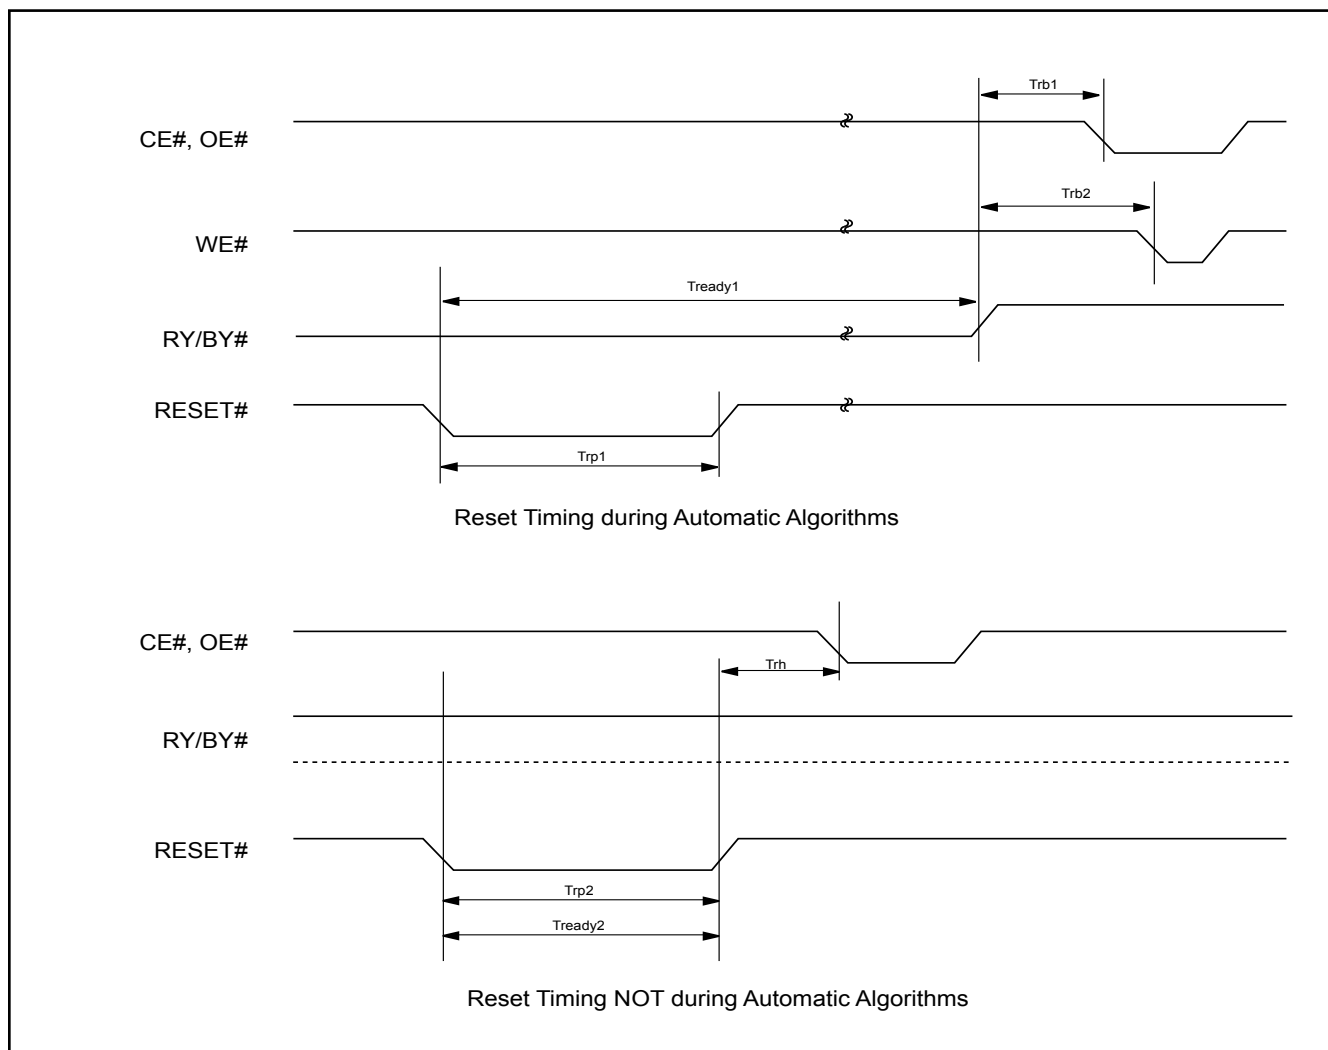 Trb1
CE#, OE#
Trb2
WE#
Tready1
RY/BY#
RESET#
Trp1
Reset Timing during Automatic Algorithms
CE#, OE#
Trh
RY/BY#
RESET#
Trp2
Tready2
Reset Timing NOT during Automatic Algorithms